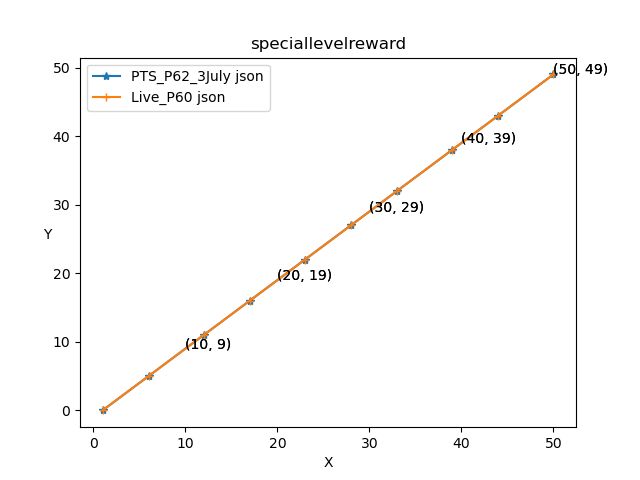 speciallevelreward
PTS_P62_3July json
Live_P60 json
(50, 49)
(40, 39)
(30, 29)
(20, 19)
(10, 9)
50
40
30
20
10
0
Y
0 10 20 30 40 50
X